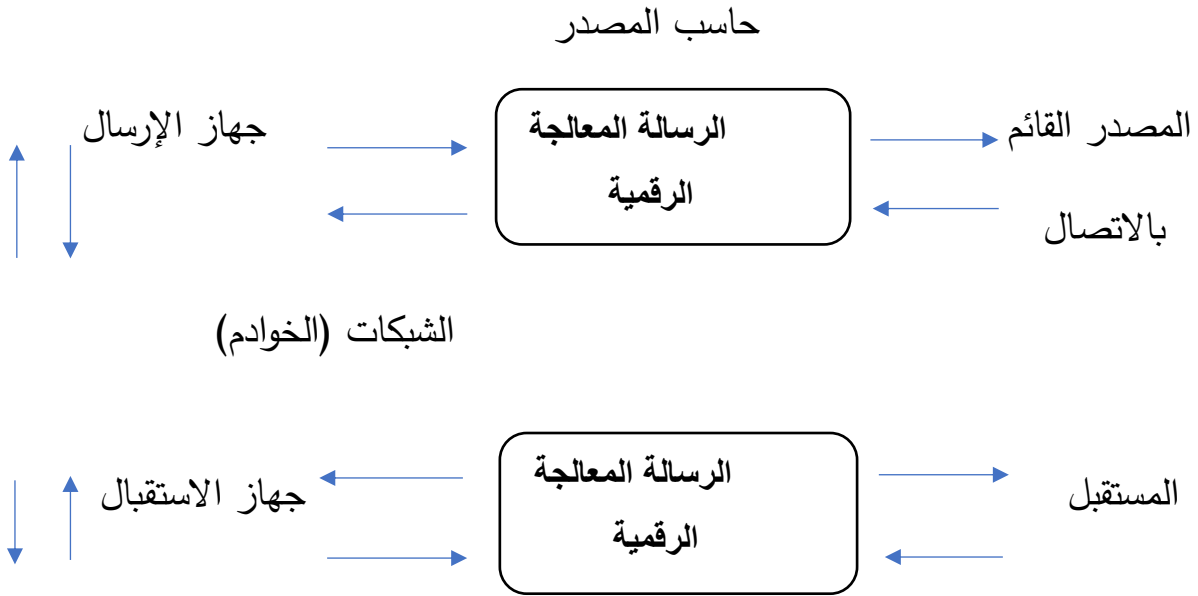 حاسب المصدر
المصدر القائم
بالاتصال
الرسالة المعالجة
الرقمية
جهاز الإرسال
الشبكات (الخوادم)
المستقبل
الرسالة المعالجة
الرقمية
جهاز الاستقبال